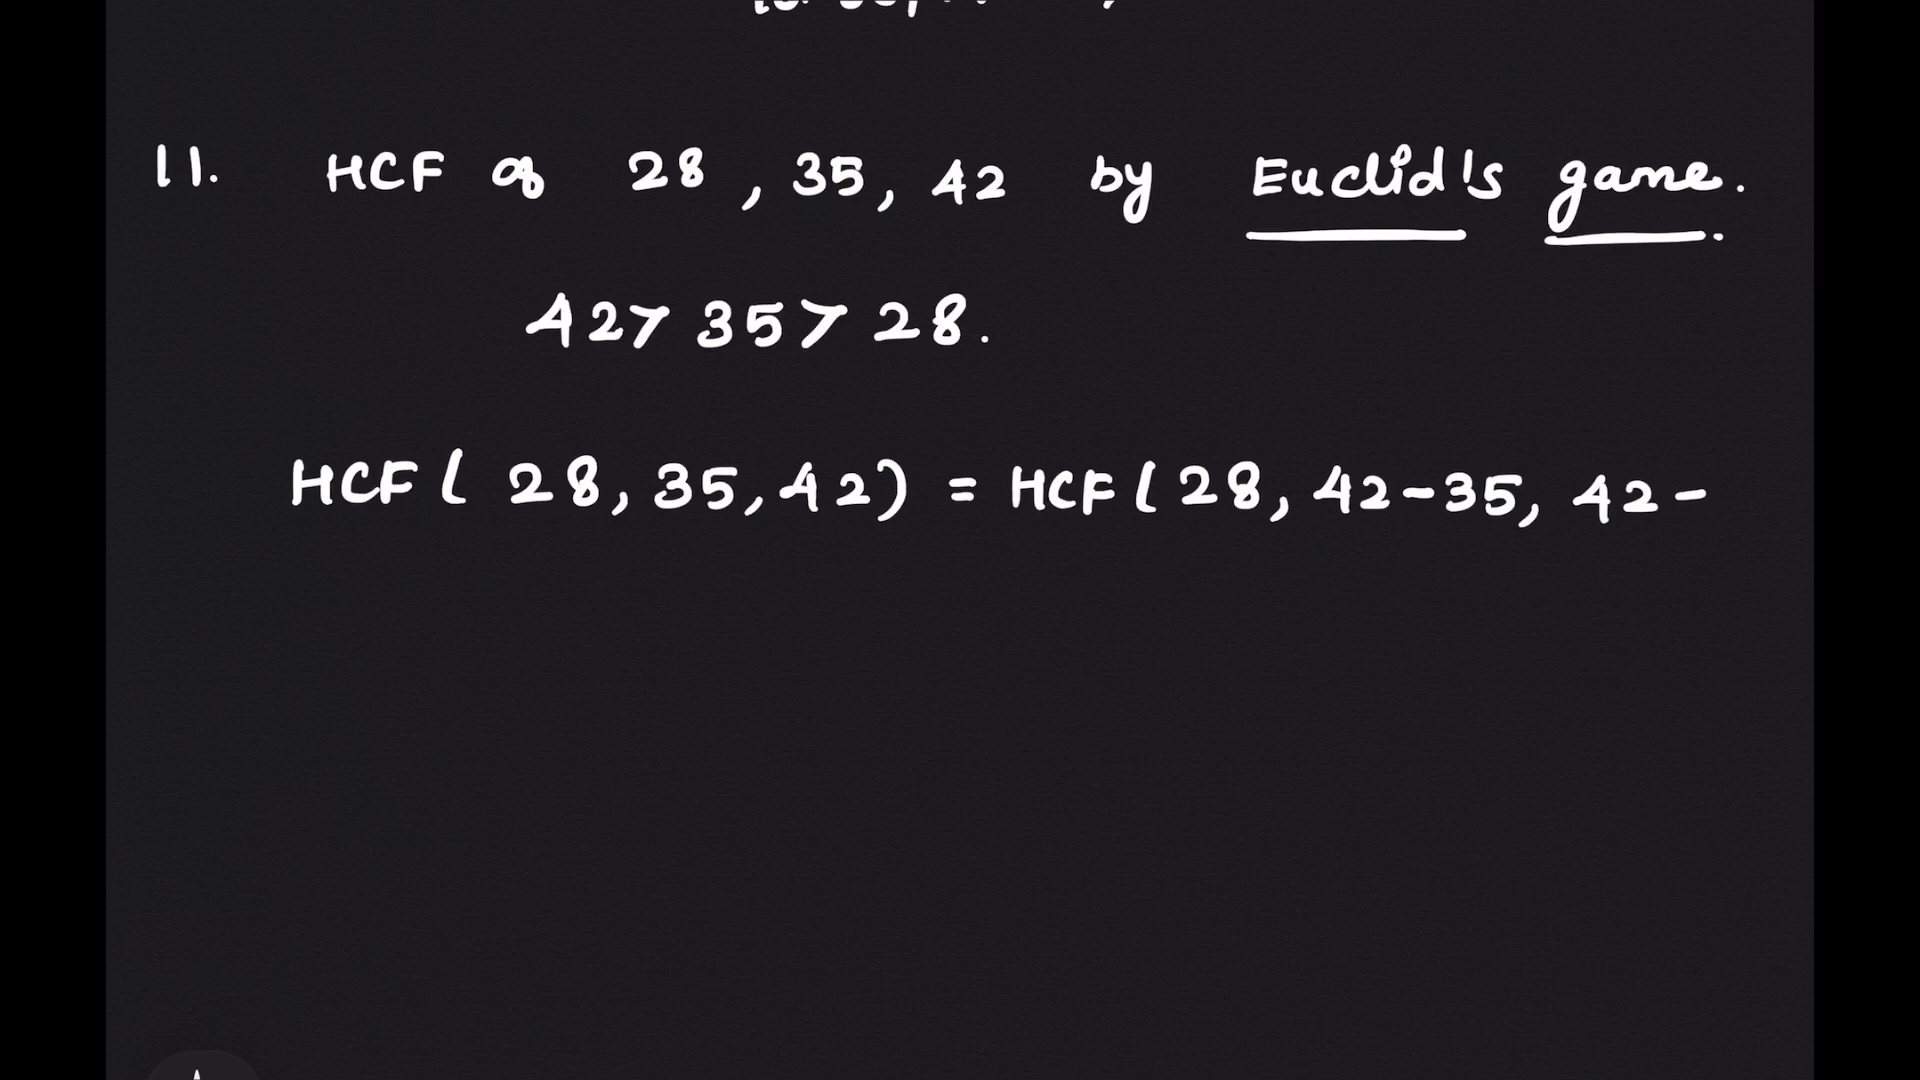 11. HCF of 28, 35, 42 by Euclid's game.
42 > 35 > 28.
HCF( 28, 35, 42) = HCF( 28, 42-35, 42-